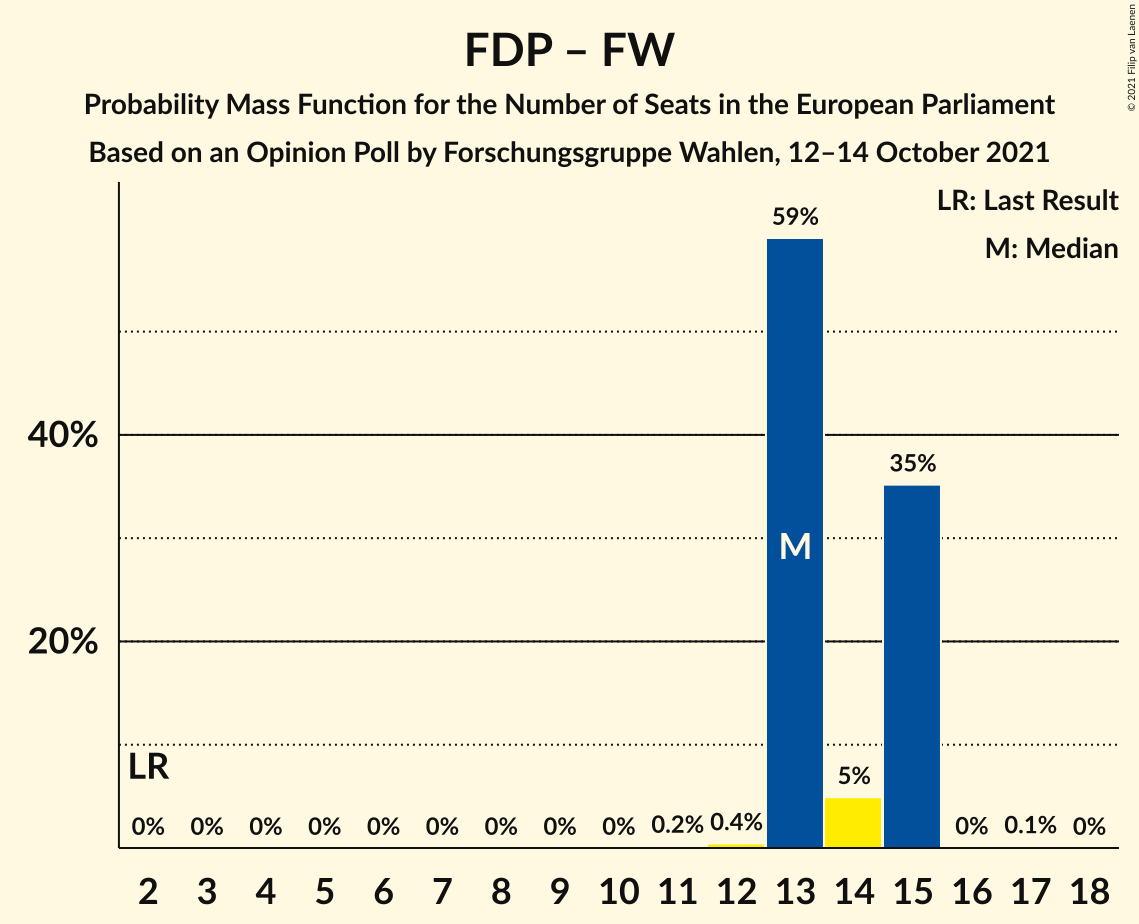 FDP – FW
Probability Mass Function for the Number of Seats in the European Parliament
Based on an Opinion Poll by Forschungsgruppe Wahlen, 12–14 October 2021
© 2021 Filip van Laenen
LR: Last Result
M: Median
59%
40%
35%
M
20%
LR
5%
0% 0% 0% 0% 0% 0% 0% 0% 0% 0.2% 0.4% 0% 0.1% 0%
2 3 4 5 6 7 8 9 10 11 12 13 14 15 16 17 18